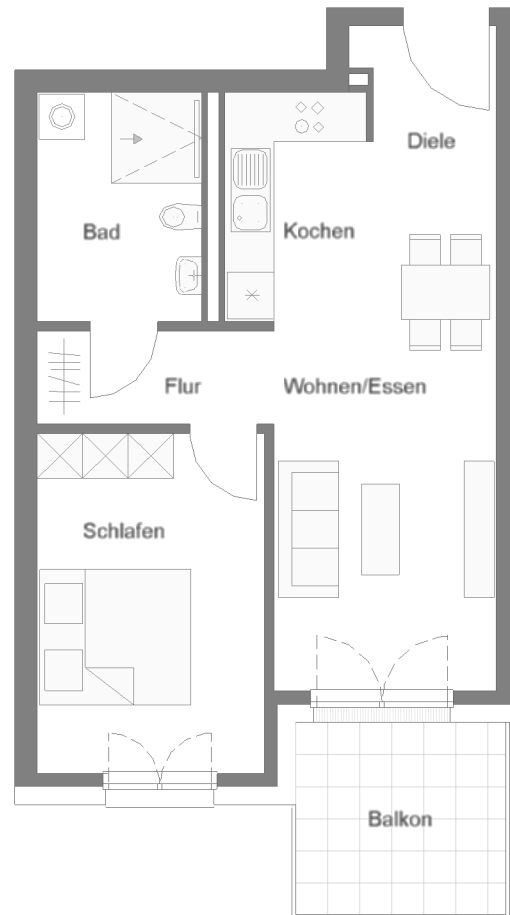 Diele
Bad
Kochen
Flur
Wohnen/Essen
Schlafen
Balkon